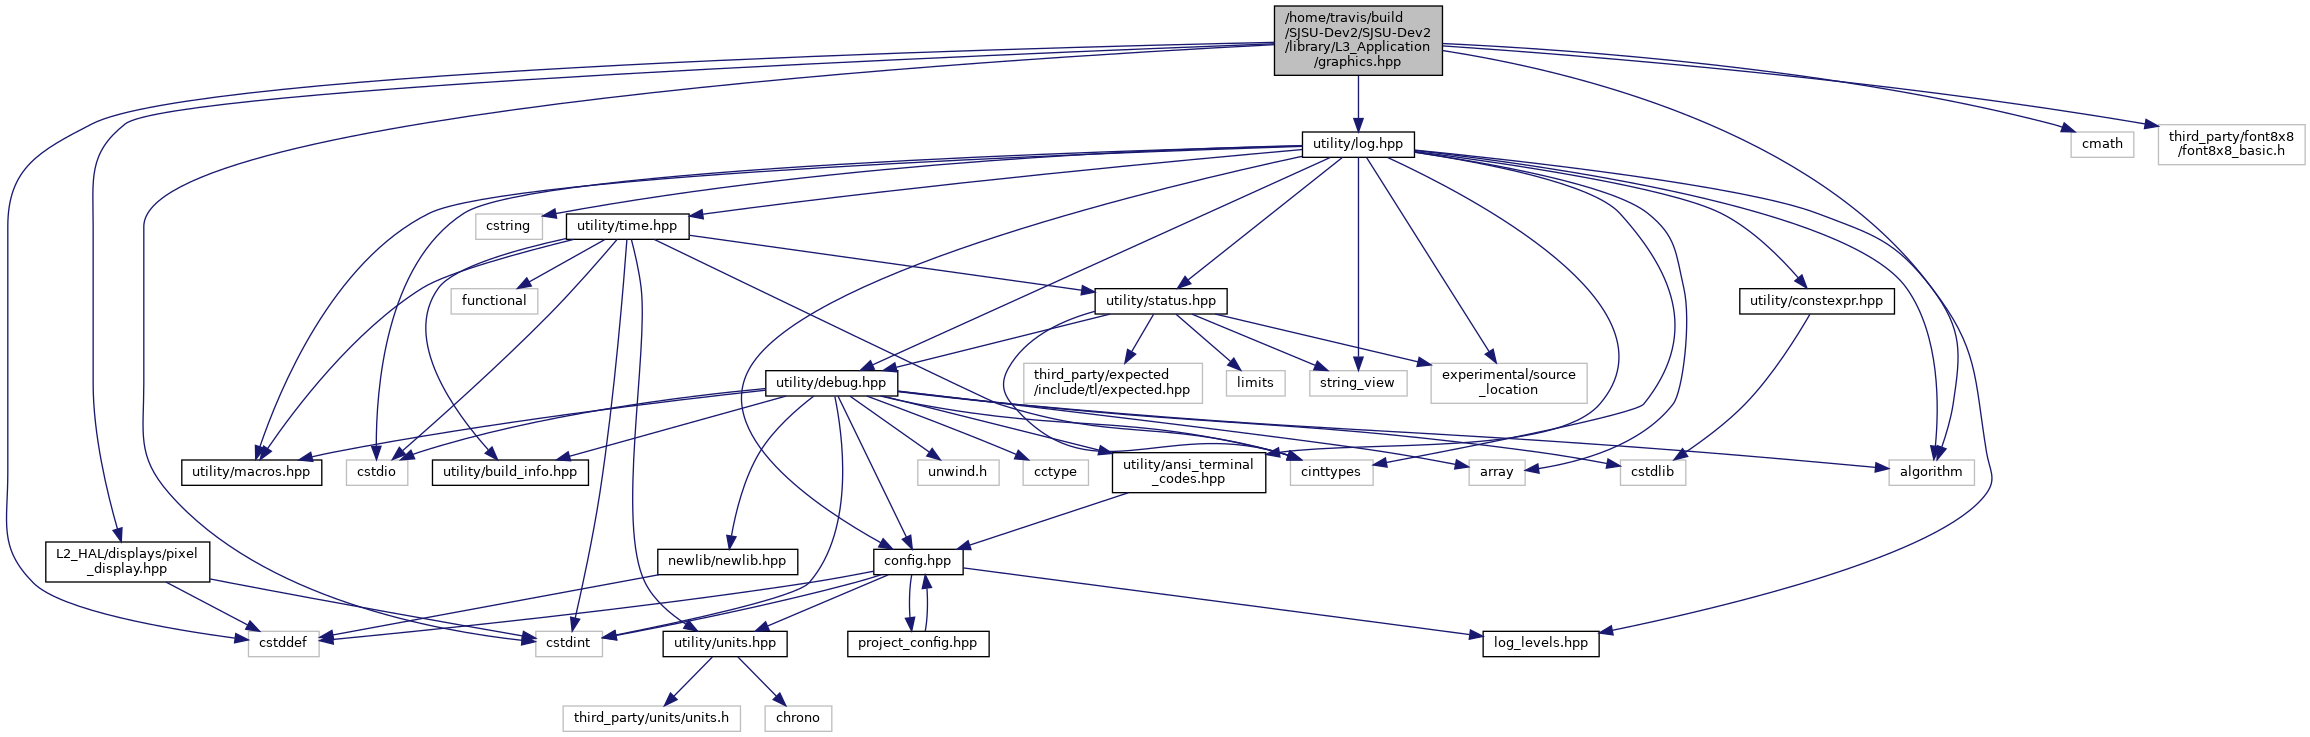 /home/travis/build
/SJSU-Dev2/SJSU-Dev2
/library/L3_Application
/graphics.hpp
utility/log.hpp
cmath
third_party/font8x8
/font8x8_basic.h
cstring
utility/time.hpp
functional
utility/status.hpp
utility/constexpr.hpp
utility/debug.hpp
third_party/expected
/include/tl/expected.hpp
limits
string_view
experimental/source
_location
utility/macros.hpp
cstdio
utility/build_info.hpp
unwind.h
cctype
utility/ansi_terminal
_codes.hpp
cinttypes
array
cstdlib
algorithm
L2_HAL/displays/pixel
_display.hpp
newlib/newlib.hpp
config.hpp
cstddef
cstdint
utility/units.hpp
project_config.hpp
log_levels.hpp
third_party/units/units.h
chrono